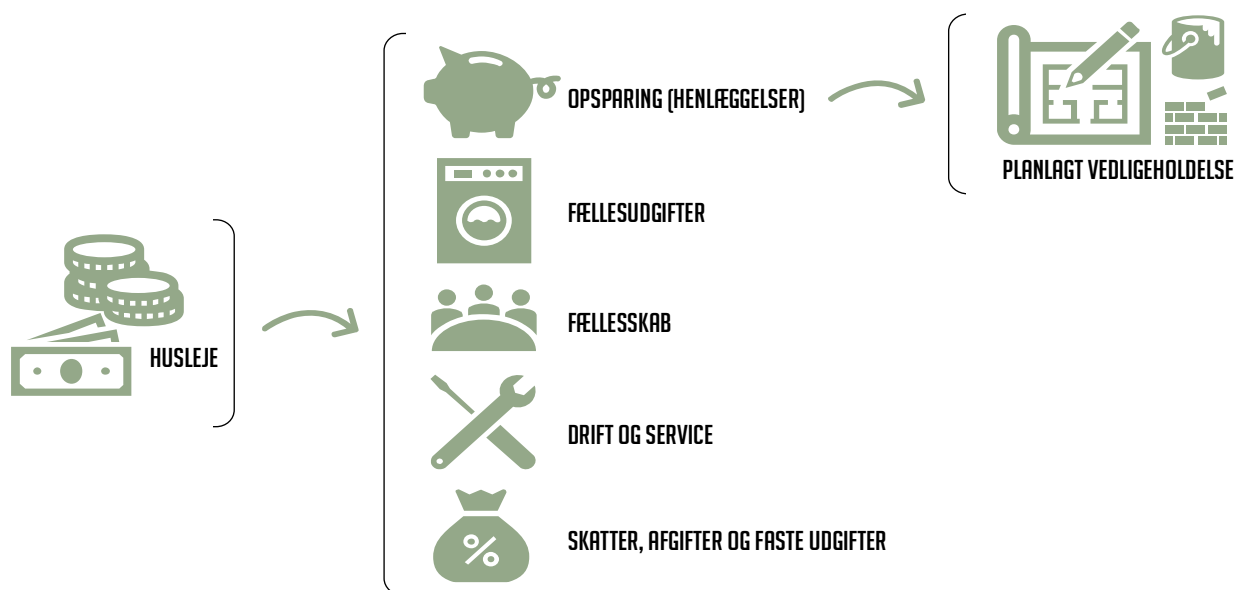 HUSLEJE
OPSPARING (HENLÆGGELSER)
FÆLLESUDGIFTER
FÆLLESSKAB
DRIFT OG SERVICE
%
SKATTER, AFGIFTER OG FASTE UDGIFTER
PLANLAGT VEDLIGEHOLDELSE